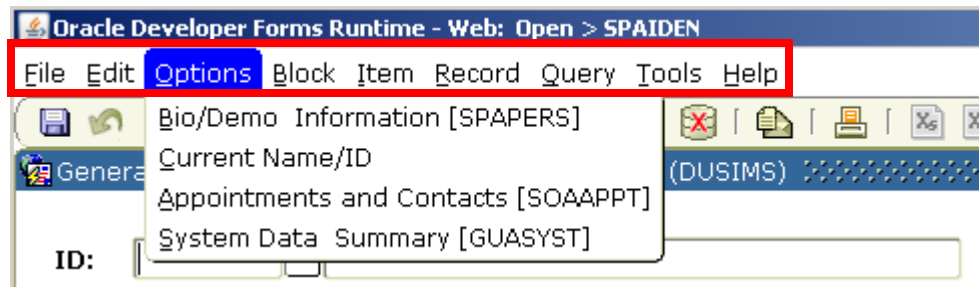 Oracle Developer Forms Runtime - Web: Open > SPAIDEN
File Edit Options Block Item Record Query Tools Help
Bio/Demo Information [SPAPERS]
Genera (DUSIMS)
Current Name/ID
Appointments and Contacts [SOAAPPT]
System Data Summary [GUASYST]
ID: